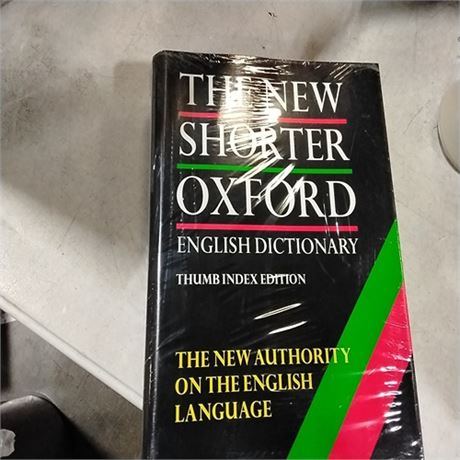 THE NEW
SHORTER
OXFORD
ENGLISH DICTIONARY
THUMB INDEX EDITION
THE NEW AUTHORITY
ON THE ENGLISH
LANGUAGE